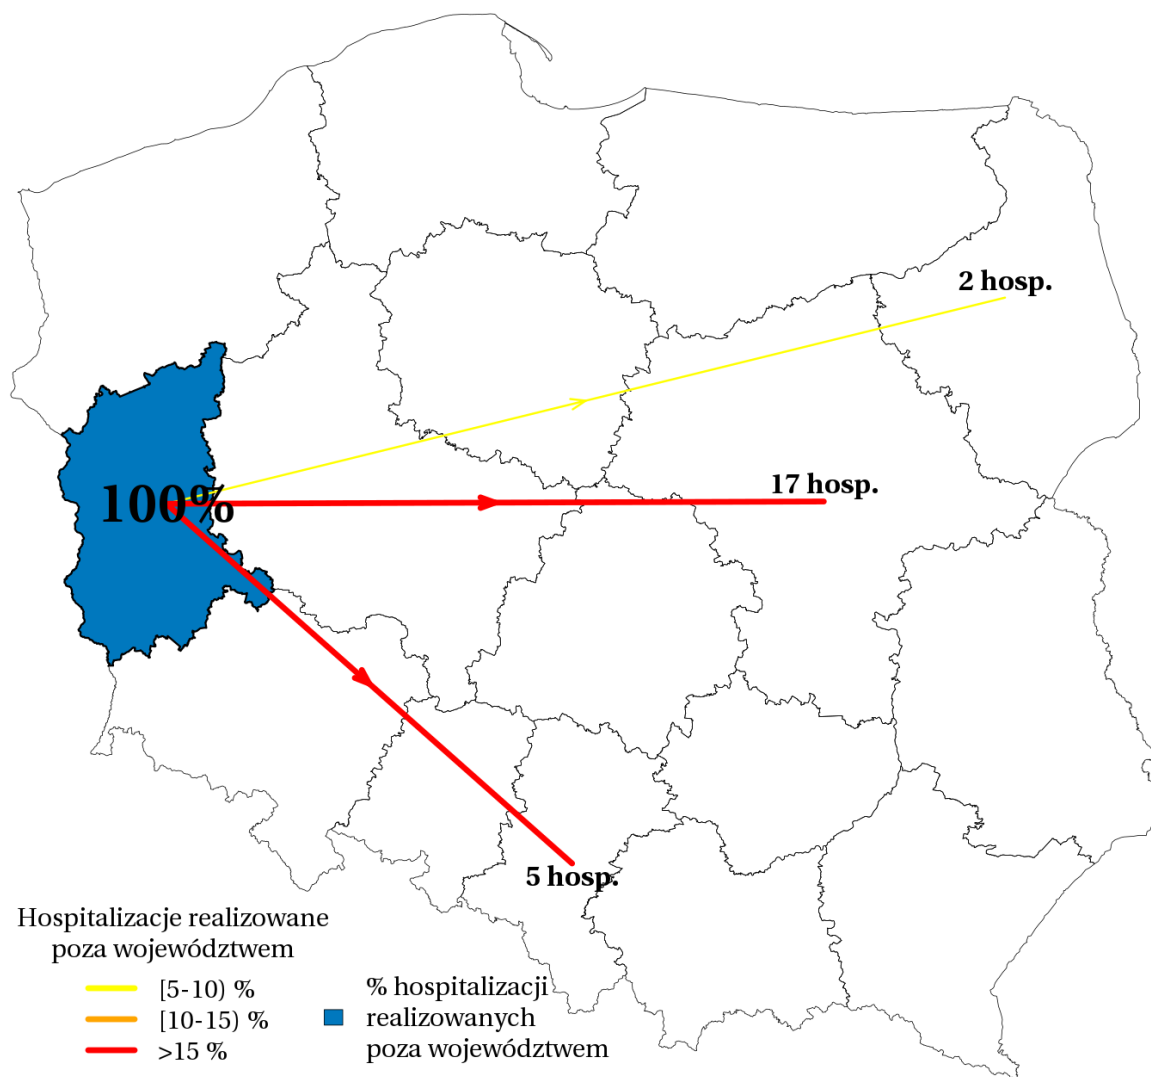 2 hosp.
17 hosp.
100%
5 hosp.
Hospitalizacje realizowane
poza województwem
[5-10) %
[10-15) %
>15 %
% hospitalizacji
realizowanych
poza województwem